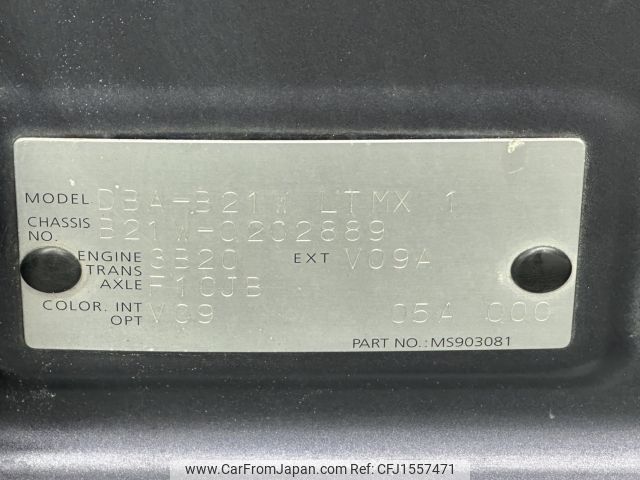 MODEL DBA-B21W LTMX 1
CHASSIS NO. B21W-0202889
ENGINE 3B20 EXT V09A
TRANS AXLE F1CJB
COLOR. INT OPT V09 05A 000
PART NO.:MS903081
www.CarFromJapan.com CFJ1557471